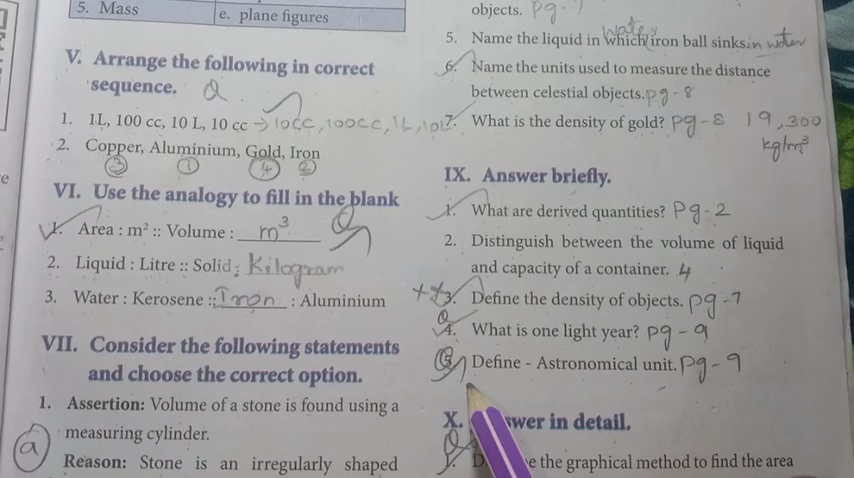 5. Mass
e. plane figures
V. Arrange the following in correct
sequence. Q
1. 1L, 100 cc, 10 L, 10 cc → 10CC, 100CC, 1L, 10L
2. Copper, Aluminium, Gold, Iron
③ ① ④ ②
VI. Use the analogy to fill in the blank
1. Area : m² :: Volume : m³
2. Liquid : Litre :: Solid : Kilogram
3. Water : Kerosene :: Iron : Aluminium
VII. Consider the following statements
and choose the correct option.
1. Assertion: Volume of a stone is found using a
measuring cylinder.
a
Reason: Stone is an irregularly shaped
objects. pg-
water
5. Name the liquid in which iron ball sinks. in water
6. Name the units used to measure the distance
between celestial objects. pg-8
7. What is the density of gold? pg-8 19,300
kg/m³
IX. Answer briefly.
1. What are derived quantities? Pg-2
2. Distinguish between the volume of liquid
and capacity of a container. 4
3. Define the density of objects. pg-7
4. What is one light year? pg-9
Define - Astronomical unit. pg-9
X. wer in detail.
e the graphical method to find the area